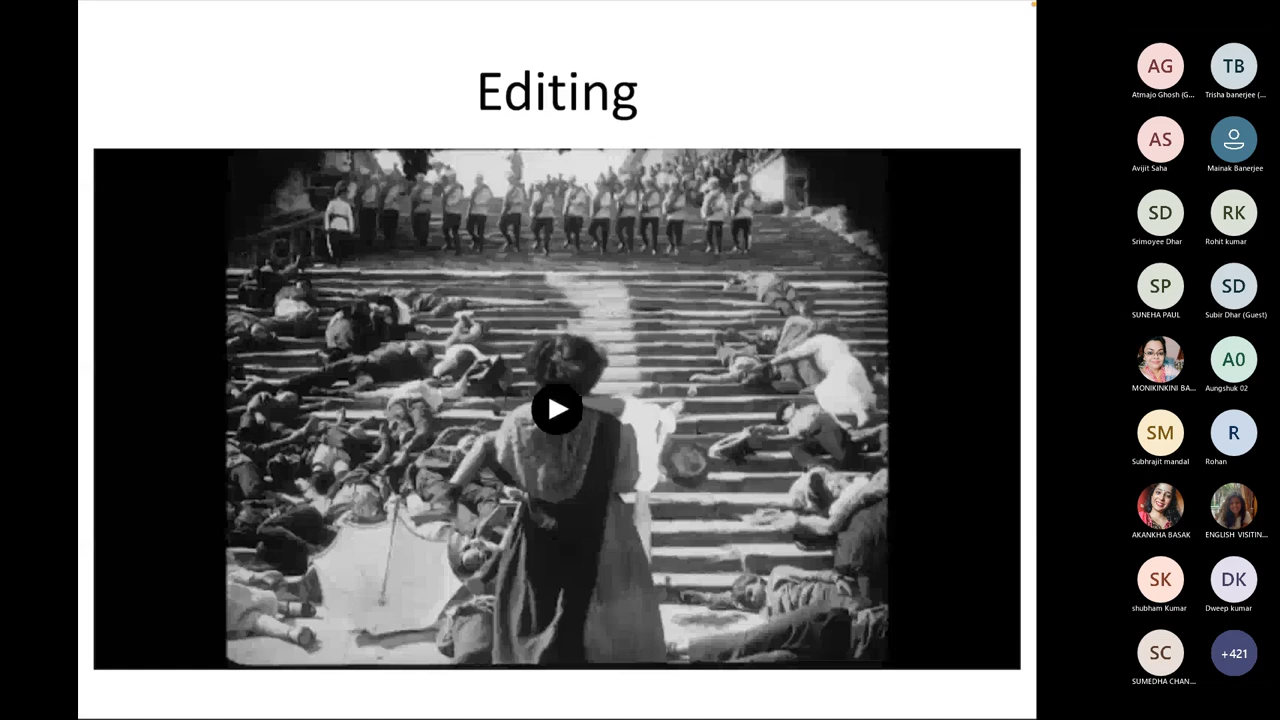 Editing
AG
TB
Atmajo Ghosh (G...
Trisha banerjee (...
AS
Avijit Saha
Mainak Banerjee
SD
RK
Srimoyee Dhar
Rohit kumar
SP
SD
SUNEHA PAUL
Subir Dhar (Guest)
A0
MONIKINKINI BA...
Aungshuk 02
SM
R
Subhrajit mandal
Rohan
AKANKHA BASAK
ENGLISH VISITIN...
SK
DK
shubham Kumar
Dweep kumar
SC
+421
SUMEDHA CHAN...